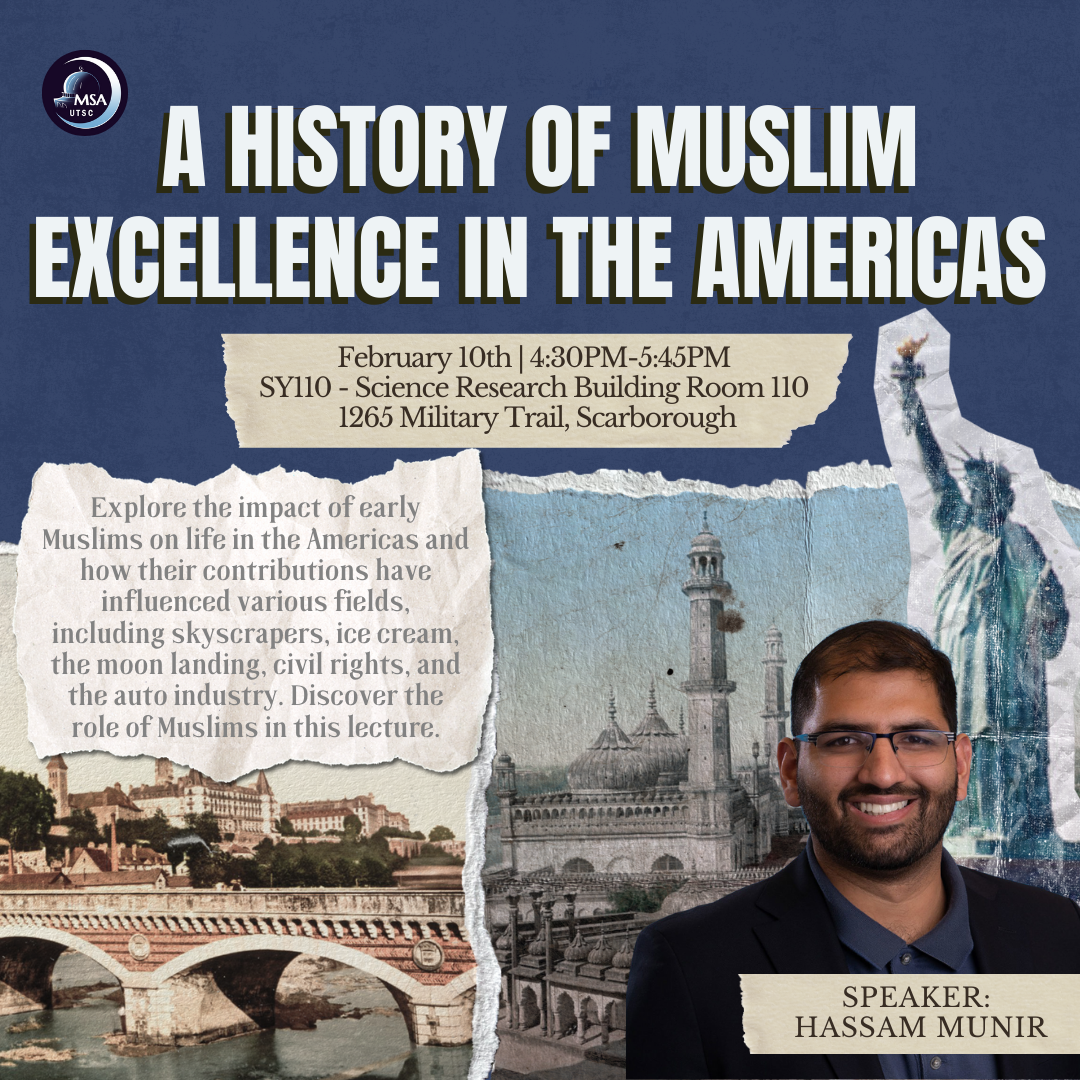 MSA
UTSC
A HISTORY OF MUSLIM
EXCELLENCE IN THE AMERICAS
February 10th | 4:30PM-5:45PM
SY110 - Science Research Building Room 110
1265 Military Trail, Scarborough
Explore the impact of early
Muslims on life in the Americas and
how their contributions have
influenced various fields,
including skyscrapers, ice cream,
the moon landing, civil rights, and
the auto industry. Discover the
role of Muslims in this lecture.
SPEAKER:
HASSAM MUNIR